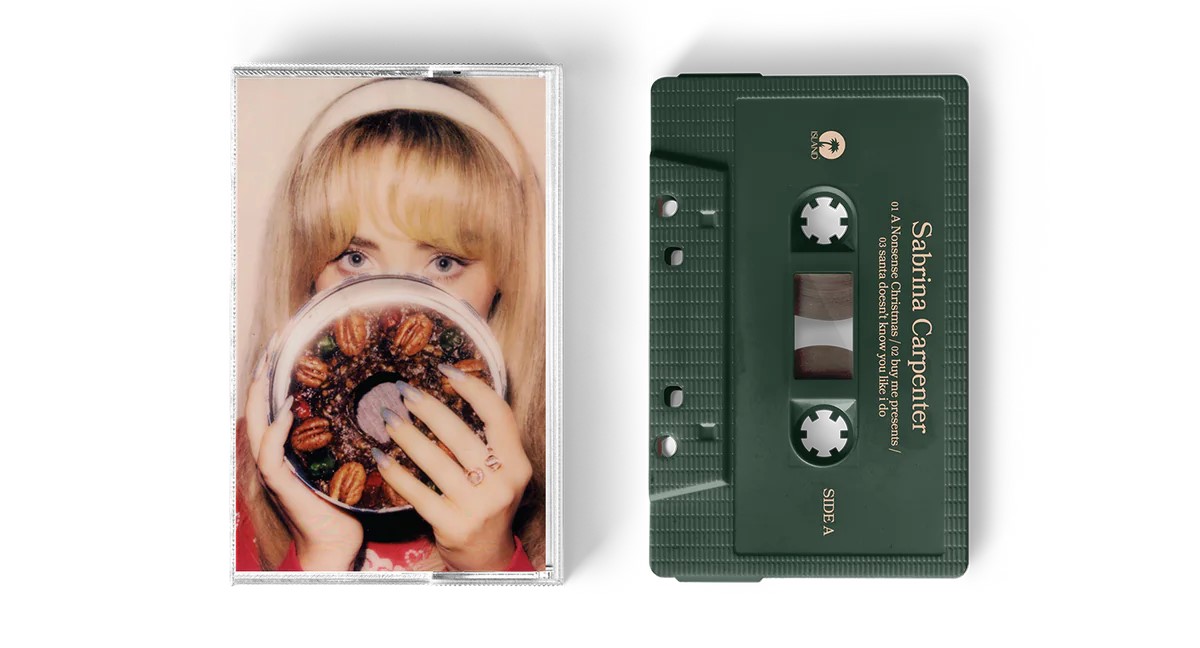 ISLAND
Sabrina Carpenter
01 A Nonsense Christmas / 02 buy me presents /
03 santa doesn't know you like i do
SIDE A